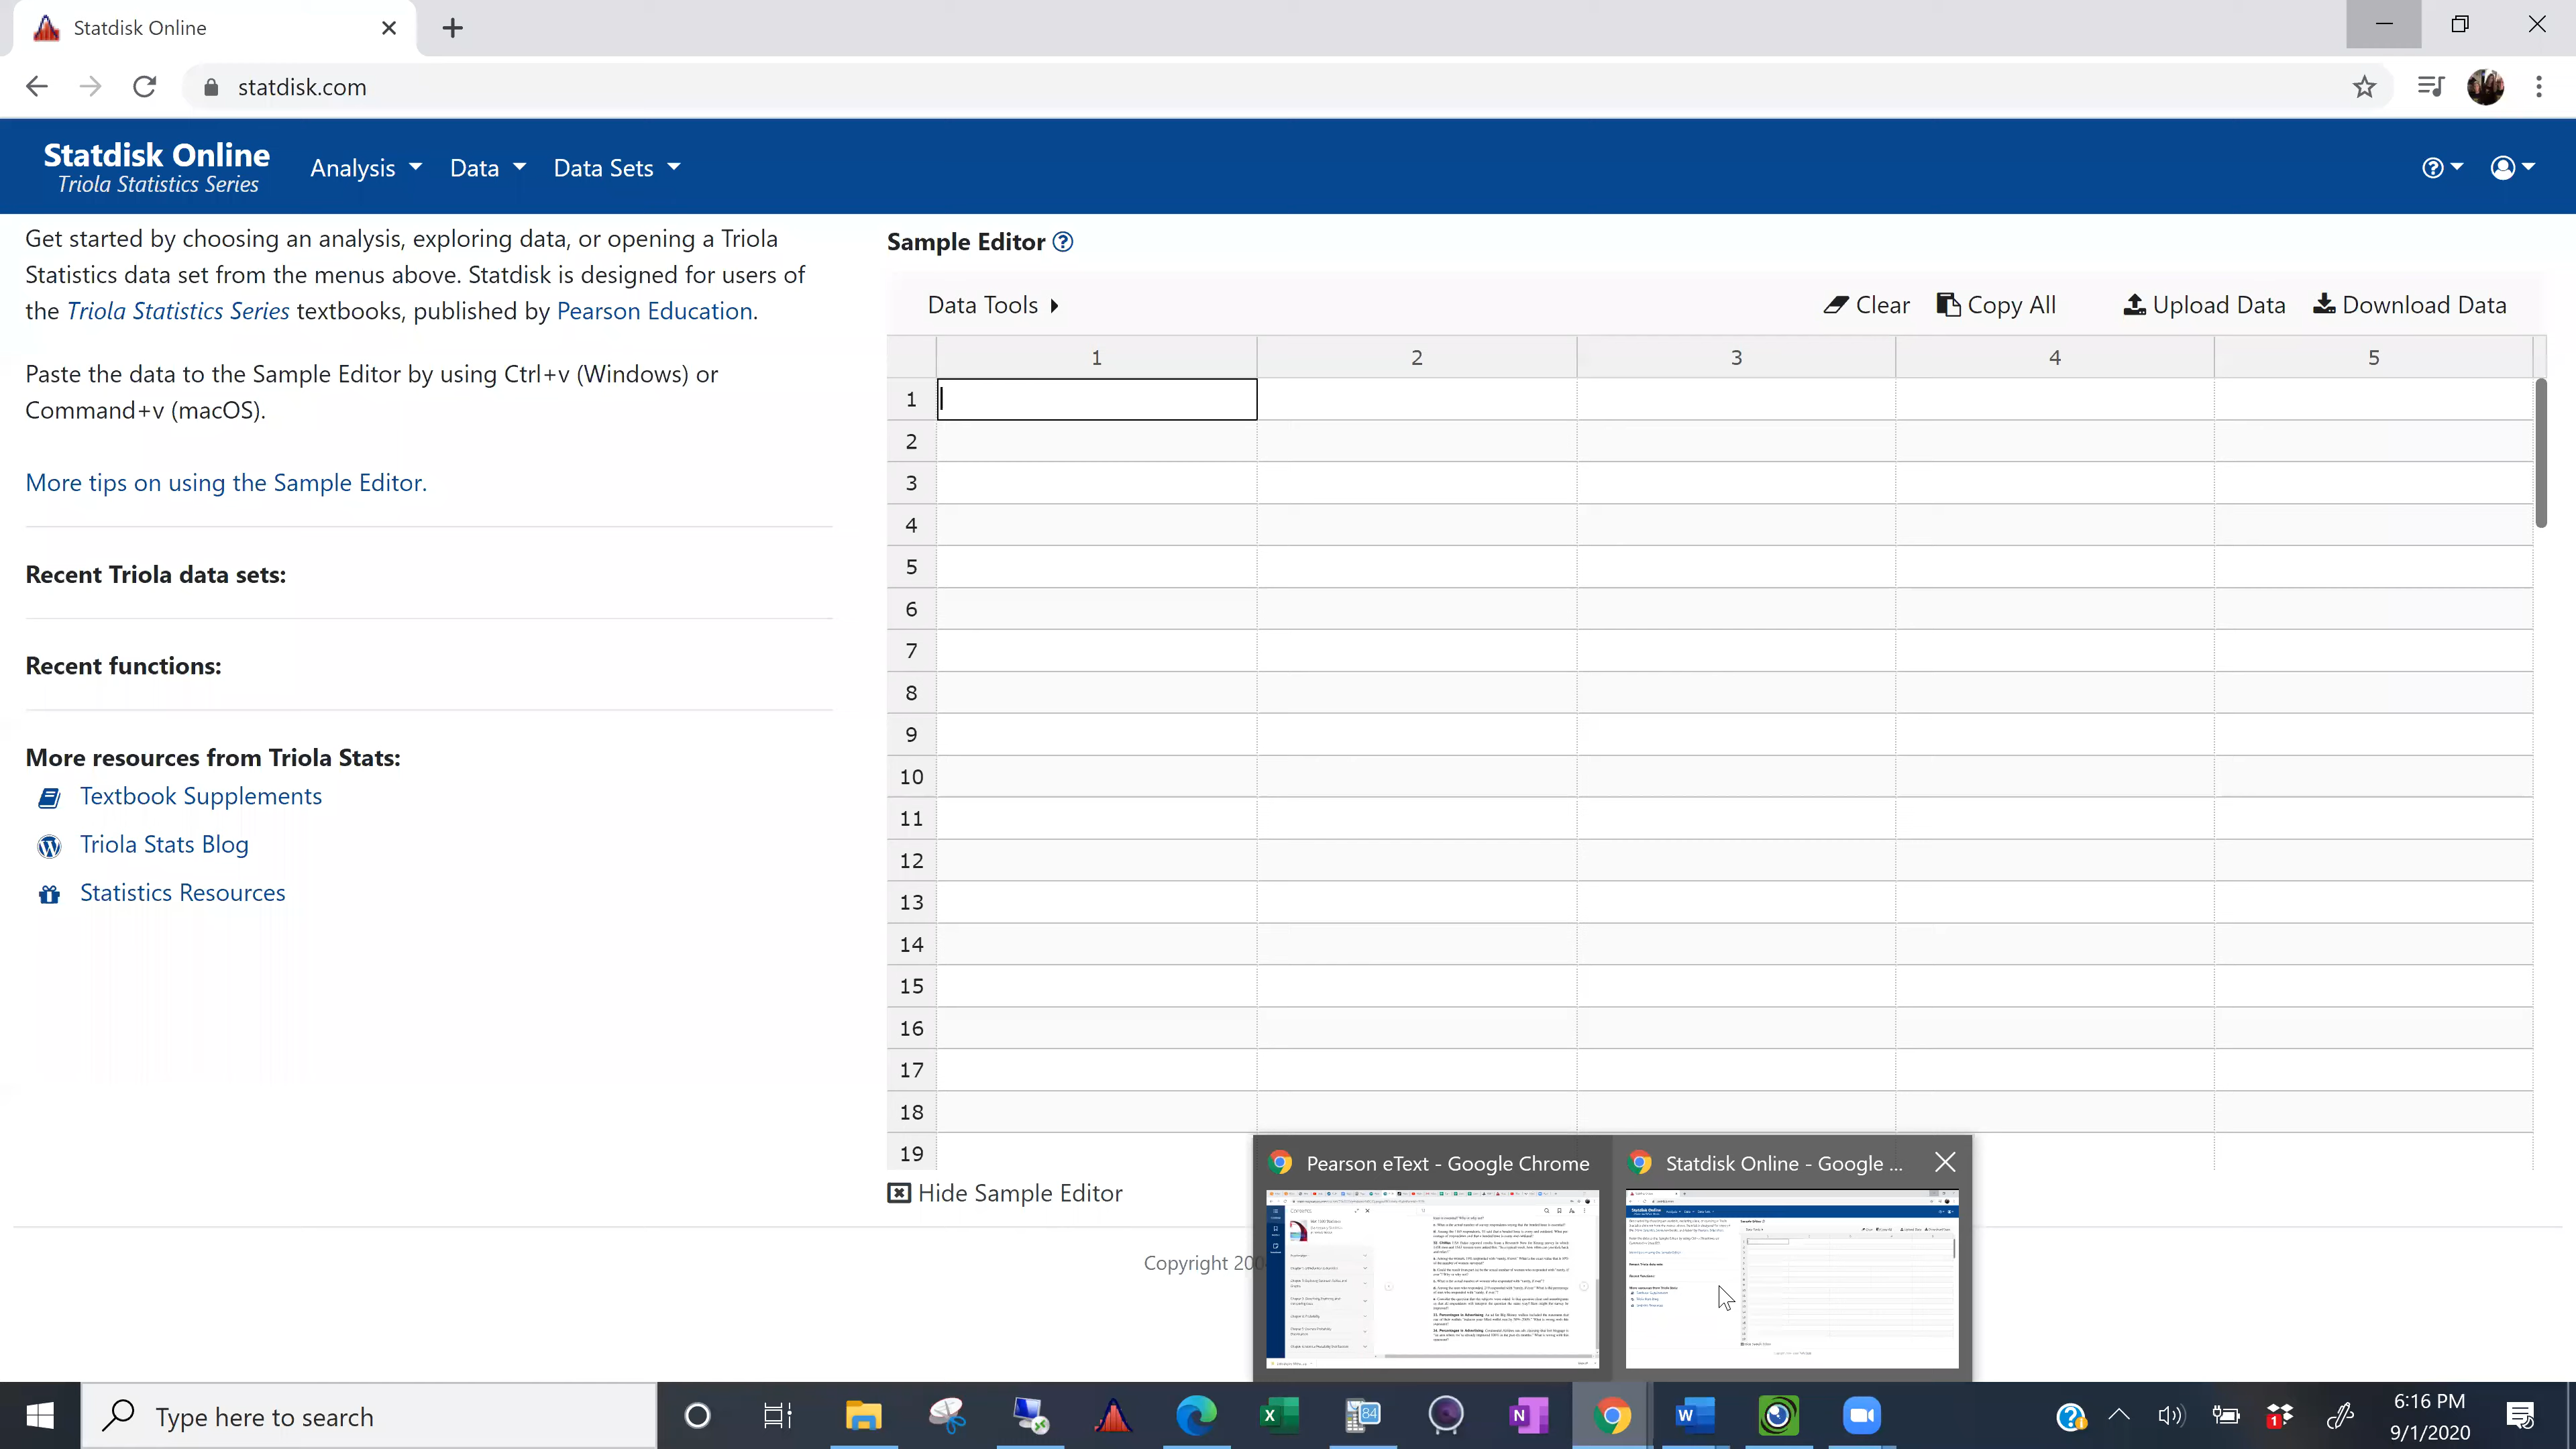 Statdisk Online
statdisk.com
Statdisk Online
Triola Statistics Series
Analysis
Data
Data Sets
Get started by choosing an analysis, exploring data, or opening a Triola
Statistics data set from the menus above. Statdisk is designed for users of
the Triola Statistics Series textbooks, published by Pearson Education.
Paste the data to the Sample Editor by using Ctrl+v (Windows) or
Command+v (macOS).
More tips on using the Sample Editor.
Recent Triola data sets:
Recent functions:
More resources from Triola Stats:
Textbook Supplements
Triola Stats Blog
Statistics Resources
Sample Editor
Data Tools
Clear
Copy All
Upload Data
Download Data
1 2 3 4 5
1
2
3
4
5
6
7
8
9
10
11
12
13
14
15
16
17
18
19
Hide Sample Editor
Copyright 200
Pearson eText - Google Chrome
Statdisk Online - Google ...
Type here to search
84
1
6:16 PM
9/1/2020